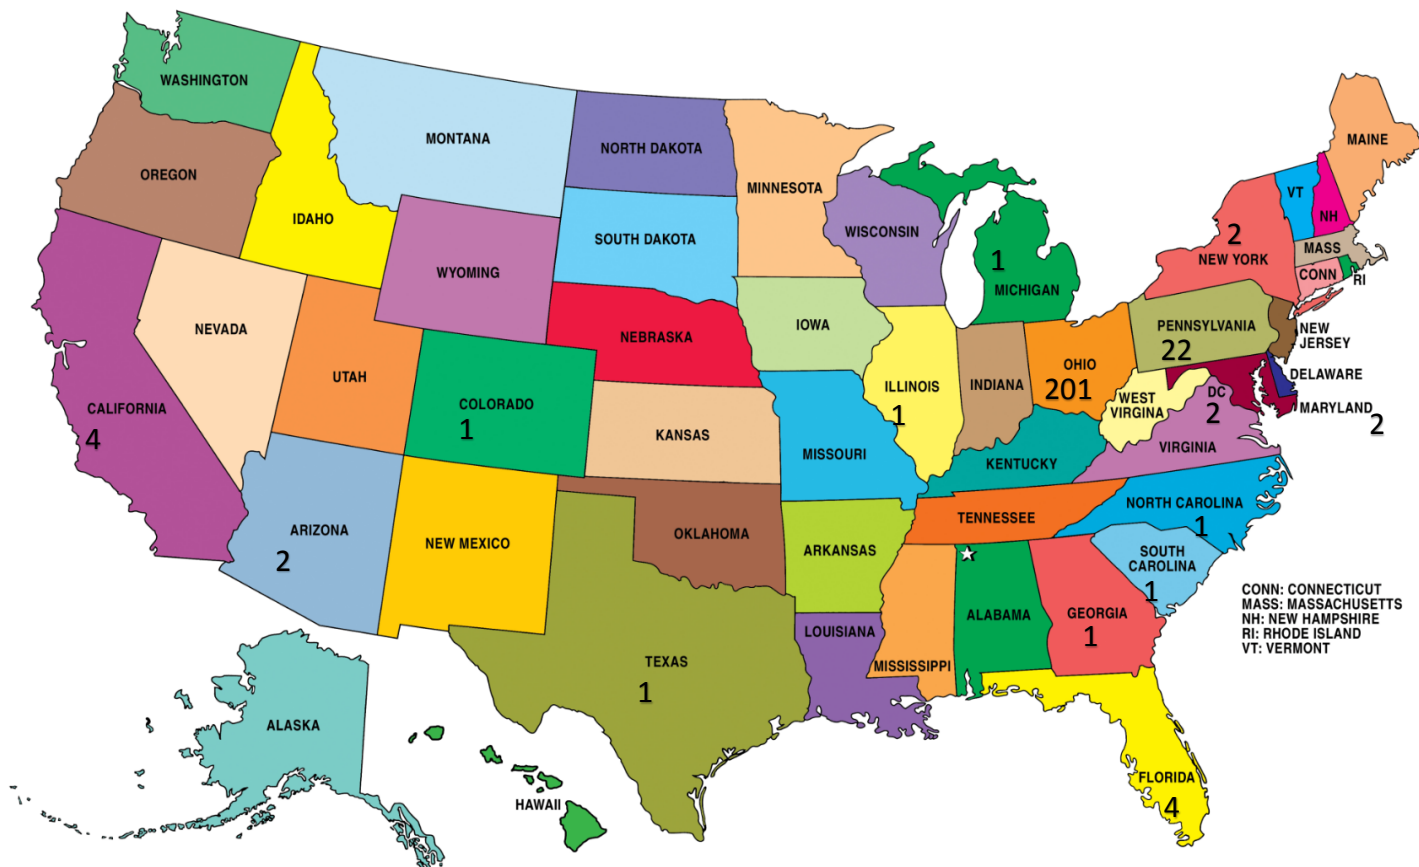 WASHINGTON
OREGON
IDAHO
MONTANA
NORTH DAKOTA
MINNESOTA
SOUTH DAKOTA
WYOMING
WISCONSIN
1
MICHIGAN
2
NEW YORK
VT
NH
MAINE
MASS
CONN
RI
NEVADA
UTAH
CALIFORNIA
4
COLORADO
1
NEBRASKA
IOWA
KANSAS
ILLINOIS
1
INDIANA
OHIO
201
PENNSYLVANIA
22
NEW
JERSEY
DELAWARE
MARYLAND
2
WEST
VIRGINA
DC
2
VIRGINIA
MISSOURI
KENTUCKY
ARIZONA
2
NEW MEXICO
OKLAHOMA
ARKANSAS
TENNESSEE
NORTH CAROLINA
1
SOUTH
CAROLINA
1
TEXAS
1
LOUISIANA
MISSISSIPPI
ALABAMA
GEORGIA
1
FLORIDA
4
ALASKA
HAWAII
CONN: CONNECTICUT
MASS: MASSACHUSETTS
NH: NEW HAMPSHIRE
RI: RHODE ISLAND
VT: VERMONT